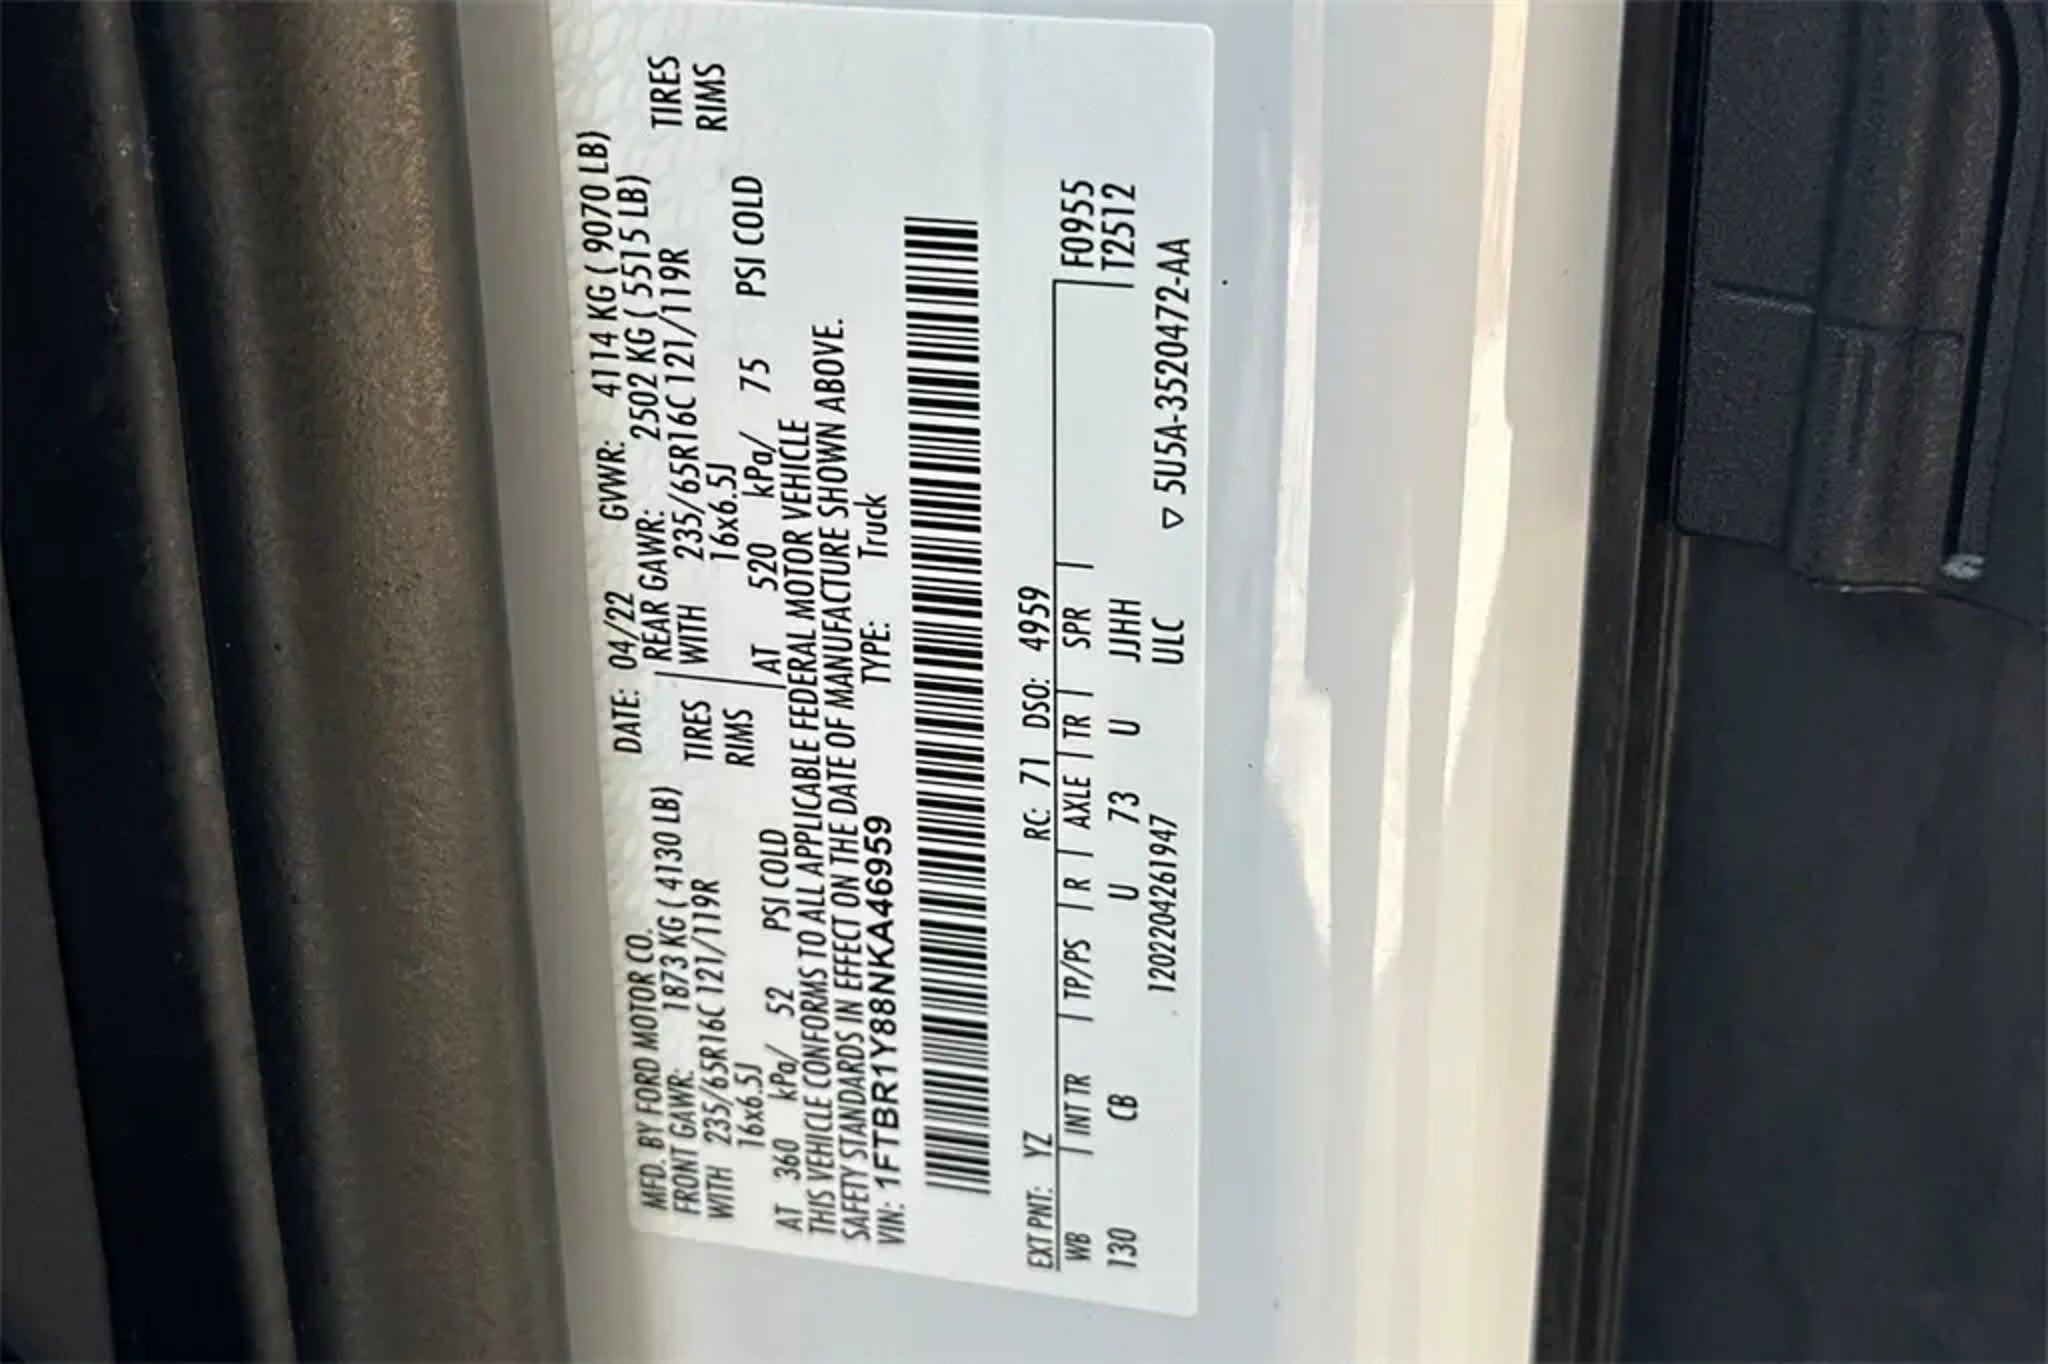 MFD. BY FORD MOTOR CO. DATE: 04/22 GVWR: 4114 KG ( 9070 LB)
FRONT GAWR: 1873 KG ( 4130 LB) REAR GAWR: 2502 KG ( 5515 LB)
WITH 235/65R16C 121/119R TIRES WITH 235/65R16C 121/119R TIRES
16x6.5J RIMS 16x6.5J RIMS
AT 360 kPa/ 52 PSI COLD AT 520 kPa/ 75 PSI COLD
THIS VEHICLE CONFORMS TO ALL APPLICABLE FEDERAL MOTOR VEHICLE
SAFETY STANDARDS IN EFFECT ON THE DATE OF MANUFACTURE SHOWN ABOVE.
VIN: 1FTBR1Y88NKA46959 TYPE: Truck
EXT PNT: YZ RC: 71 DSO: 4959
WB | INT TR | TP/PS | R | AXLE | TR | SPR | F0955
130 CB U 73 U JJHH T2512
1202204261947 ULC ▽ 5U5A-3520472-AA